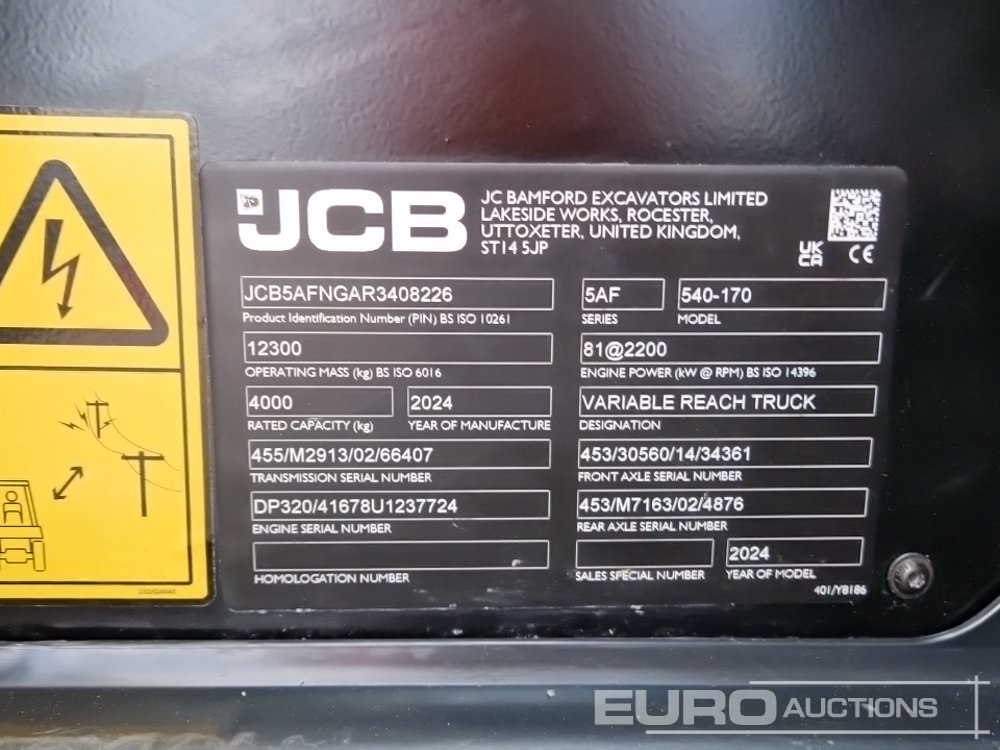 JCB
JC BAMFORD EXCAVATORS LIMITED
LAKESIDE WORKS, ROCESTER,
UTTOXETER, UNITED KINGDOM,
ST14 5JP
UK
CA
CE
JCB5AFNGAR3408226
Product Identification Number (PIN) BS ISO 10261
5AF
SERIES
540-170
MODEL
12300
OPERATING MASS (kg) BS ISO 6016
81@2200
ENGINE POWER (kW @ RPM) BS ISO 14396
4000
RATED CAPACITY (kg)
2024
YEAR OF MANUFACTURE
VARIABLE REACH TRUCK
DESIGNATION
455/M2913/02/66407
TRANSMISSION SERIAL NUMBER
453/30560/14/34361
FRONT AXLE SERIAL NUMBER
DP320/41678U1237724
ENGINE SERIAL NUMBER
453/M7163/02/4876
REAR AXLE SERIAL NUMBER
HOMOLOGATION NUMBER
SALES SPECIAL NUMBER
2024
YEAR OF MODEL
401/Y8186
332/G4040
EURO AUCTIONS